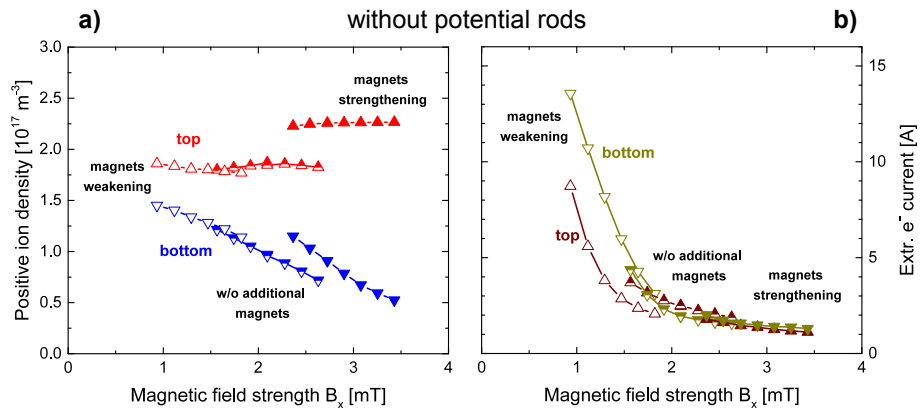 a)
without potential rods
b)
3.0
2.5
2.0
1.5
1.0
0.5
0.0
Positive ion density [10¹⁷ m⁻³]
magnets
strengthening
top
magnets
weakening
bottom
w/o additional
magnets
0
1
2
3
4
Magnetic field strength Bₓ [mT]
magnets
weakening
bottom
top
w/o additional
magnets
magnets
strengthening
0
1
2
3
4
Magnetic field strength Bₓ [mT]
15
10
5
0
Extr. e⁻ current [A]